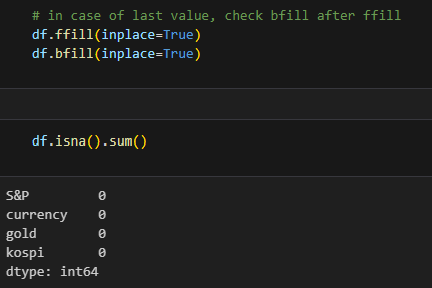 # in case of last value, check bfill after ffill
df.ffill(inplace=True)
df.bfill(inplace=True)
df.isna().sum()
S&P 0
currency 0
gold 0
kospi 0
dtype: int64